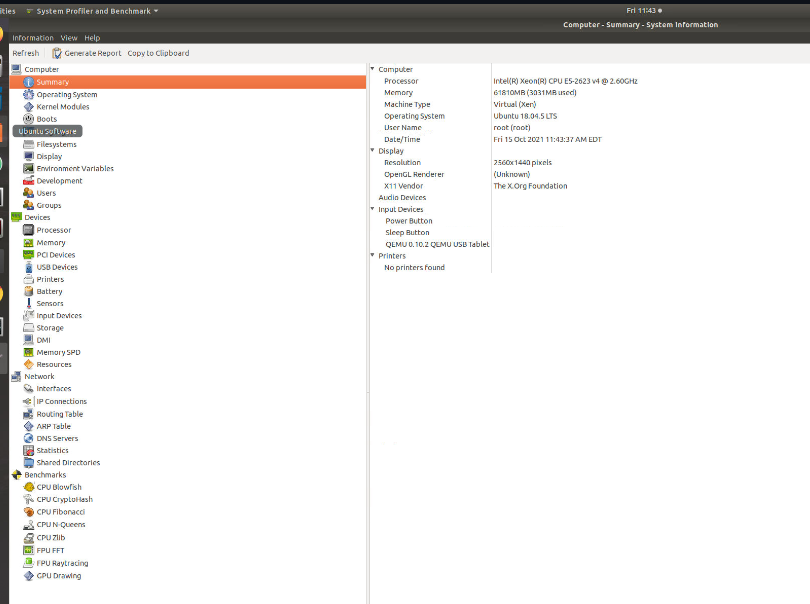 ities System Profiler and Benchmark Fri 11:43
Computer - Summary - System Information
Information View Help
Refresh Generate Report Copy to Clipboard
Computer
Summary
Operating System
Kernel Modules
Boots
Ubuntu Software
Filesystems
Display
Environment Variables
Development
Users
Groups
Devices
Processor
Memory
PCI Devices
USB Devices
Printers
Battery
Sensors
Input Devices
Storage
DMI
Memory SPD
Resources
Network
Interfaces
IP Connections
Routing Table
ARP Table
DNS Servers
Statistics
Shared Directories
Benchmarks
CPU Blowfish
CPU CryptoHash
CPU Fibonacci
CPU N-Queens
CPU Zlib
FPU FFT
FPU Raytracing
GPU Drawing
Computer
Processor Intel(R) Xeon(R) CPU E5-2623 v4 @ 2.60GHz
Memory 61810MB (3031MB used)
Machine Type Virtual (Xen)
Operating System Ubuntu 18.04.5 LTS
User Name root (root)
Date/Time Fri 15 Oct 2021 11:43:37 AM EDT
Display
Resolution 2560x1440 pixels
OpenGL Renderer (Unknown)
X11 Vendor The X.Org Foundation
Audio Devices
Input Devices
Power Button
Sleep Button
QEMU 0.10.2 QEMU USB Tablet
Printers
No printers found